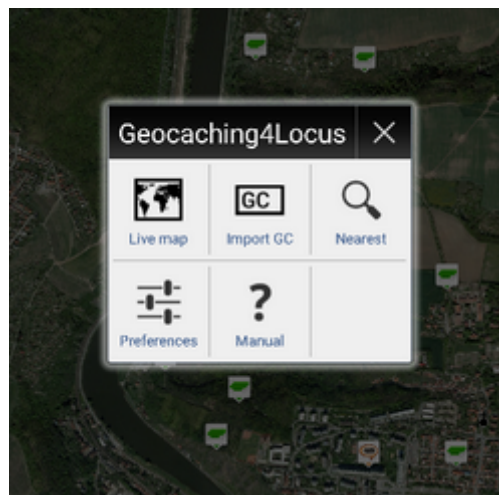 Geocaching4Locus
Live map
GC
Import GC
Nearest
Preferences
?
Manual